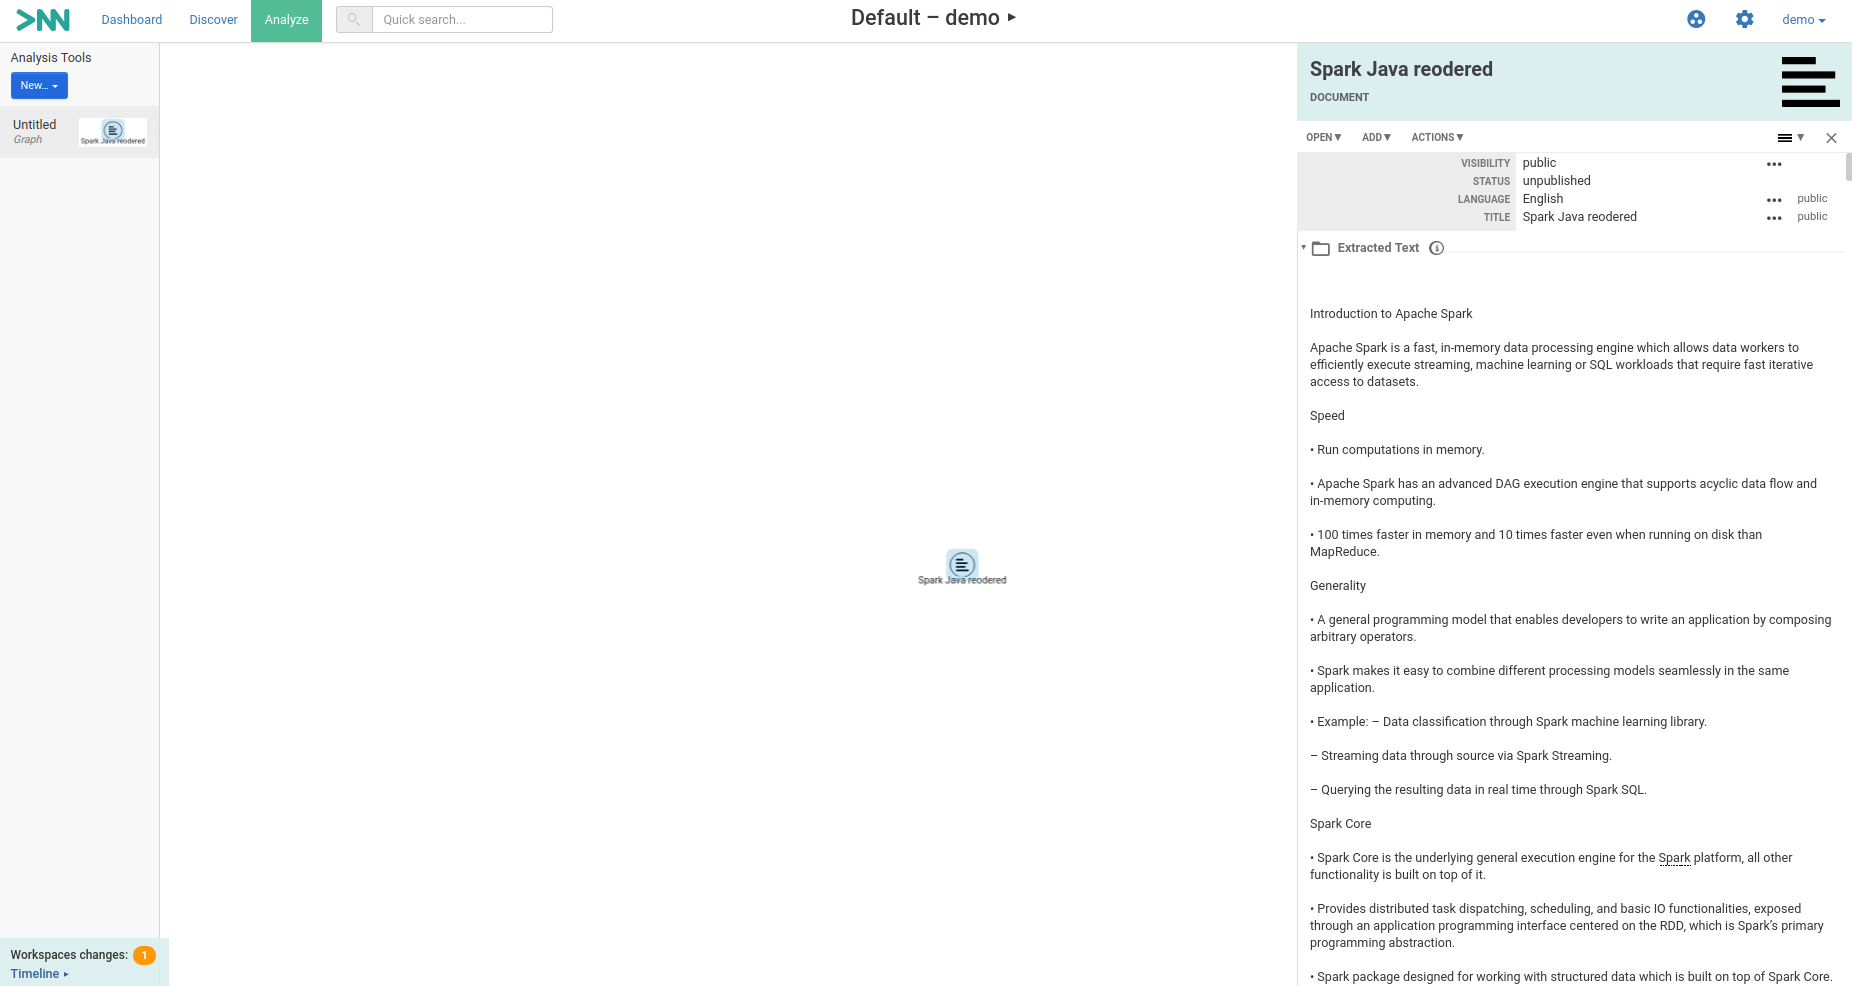 >NN Dashboard Discover Analyze Quick search... Default – demo ▸ demo
Analysis Tools
New...
Untitled
Graph
Spark Java reodered
Spark Java reodered
Workspaces changes: 1
Timeline ▸
Spark Java reodered
DOCUMENT
OPEN▼ ADD▼ ACTIONS▼
VISIBILITY public •••
STATUS unpublished
LANGUAGE English ••• public
TITLE Spark Java reodered ••• public
Extracted Text
Introduction to Apache Spark
Apache Spark is a fast, in-memory data processing engine which allows data workers to
efficiently execute streaming, machine learning or SQL workloads that require fast iterative
access to datasets.
Speed
• Run computations in memory.
• Apache Spark has an advanced DAG execution engine that supports acyclic data flow and
in-memory computing.
• 100 times faster in memory and 10 times faster even when running on disk than
MapReduce.
Generality
• A general programming model that enables developers to write an application by composing
arbitrary operators.
• Spark makes it easy to combine different processing models seamlessly in the same
application.
• Example: – Data classification through Spark machine learning library.
– Streaming data through source via Spark Streaming.
– Querying the resulting data in real time through Spark SQL.
Spark Core
• Spark Core is the underlying general execution engine for the Spark platform, all other
functionality is built on top of it.
• Provides distributed task dispatching, scheduling, and basic IO functionalities, exposed
through an application programming interface centered on the RDD, which is Spark's primary
programming abstraction.
• Spark package designed for working with structured data which is built on top of Spark Core.